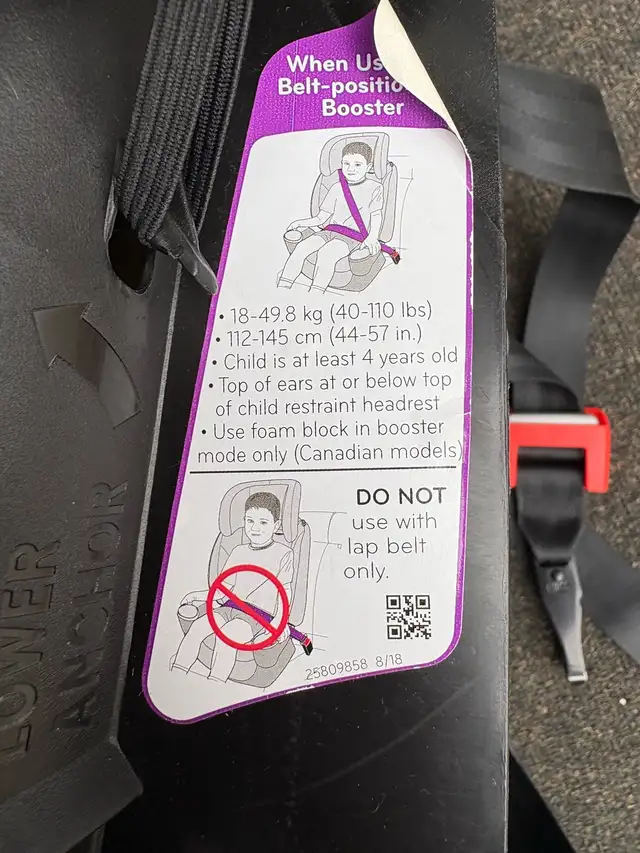 When Us
Belt-positio
Booster
• 18-49.8 kg (40-110 lbs)
• 112-145 cm (44-57 in.)
• Child is at least 4 years old
• Top of ears at or below top
of child restraint headrest
• Use foam block in booster
mode only (Canadian models)
DO NOT
use with
lap belt
only.
25809858 8/18
LOWER
ANCHOR